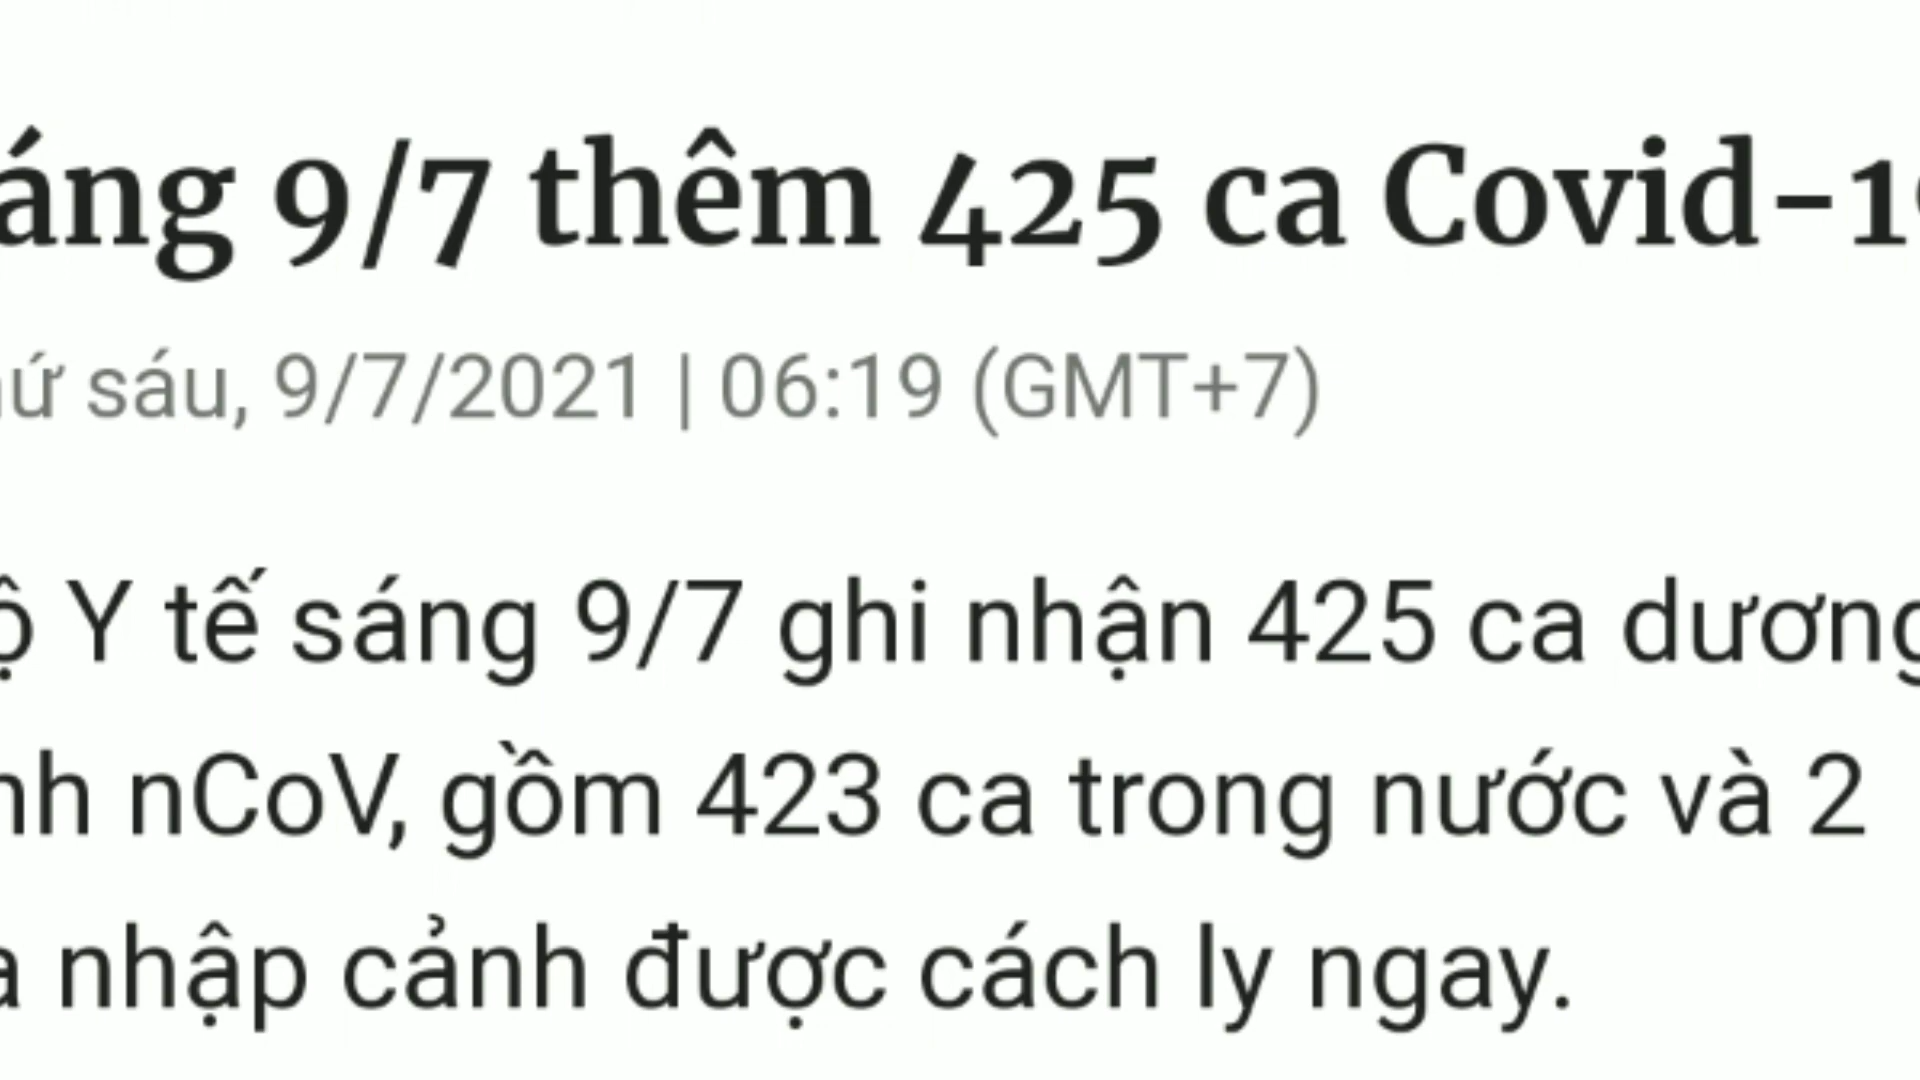 áng 9/7 thêm 425 ca Covid-1
ứ sáu, 9/7/2021 | 06:19 (GMT+7)
Y tế sáng 9/7 ghi nhận 425 ca dương
nh nCoV, gồm 423 ca trong nước và 2
a nhập cảnh được cách ly ngay.